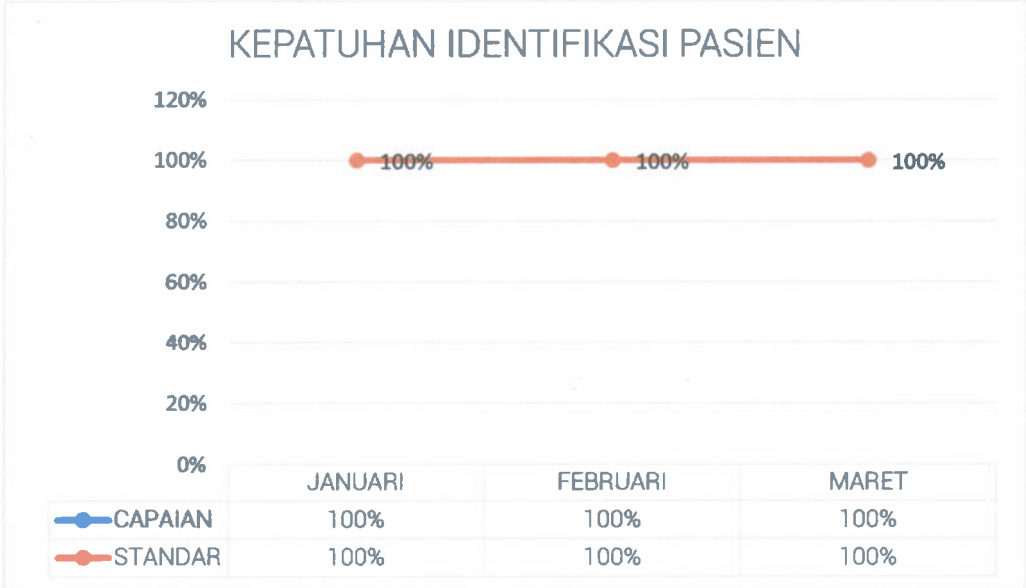 KEPATUHAN IDENTIFIKASI PASIEN
120%
100%
100% 100% 100%
80%
60%
40%
20%
0%
JANUARI FEBRUARI MARET
CAPAIAN 100% 100% 100%
STANDAR 100% 100% 100%